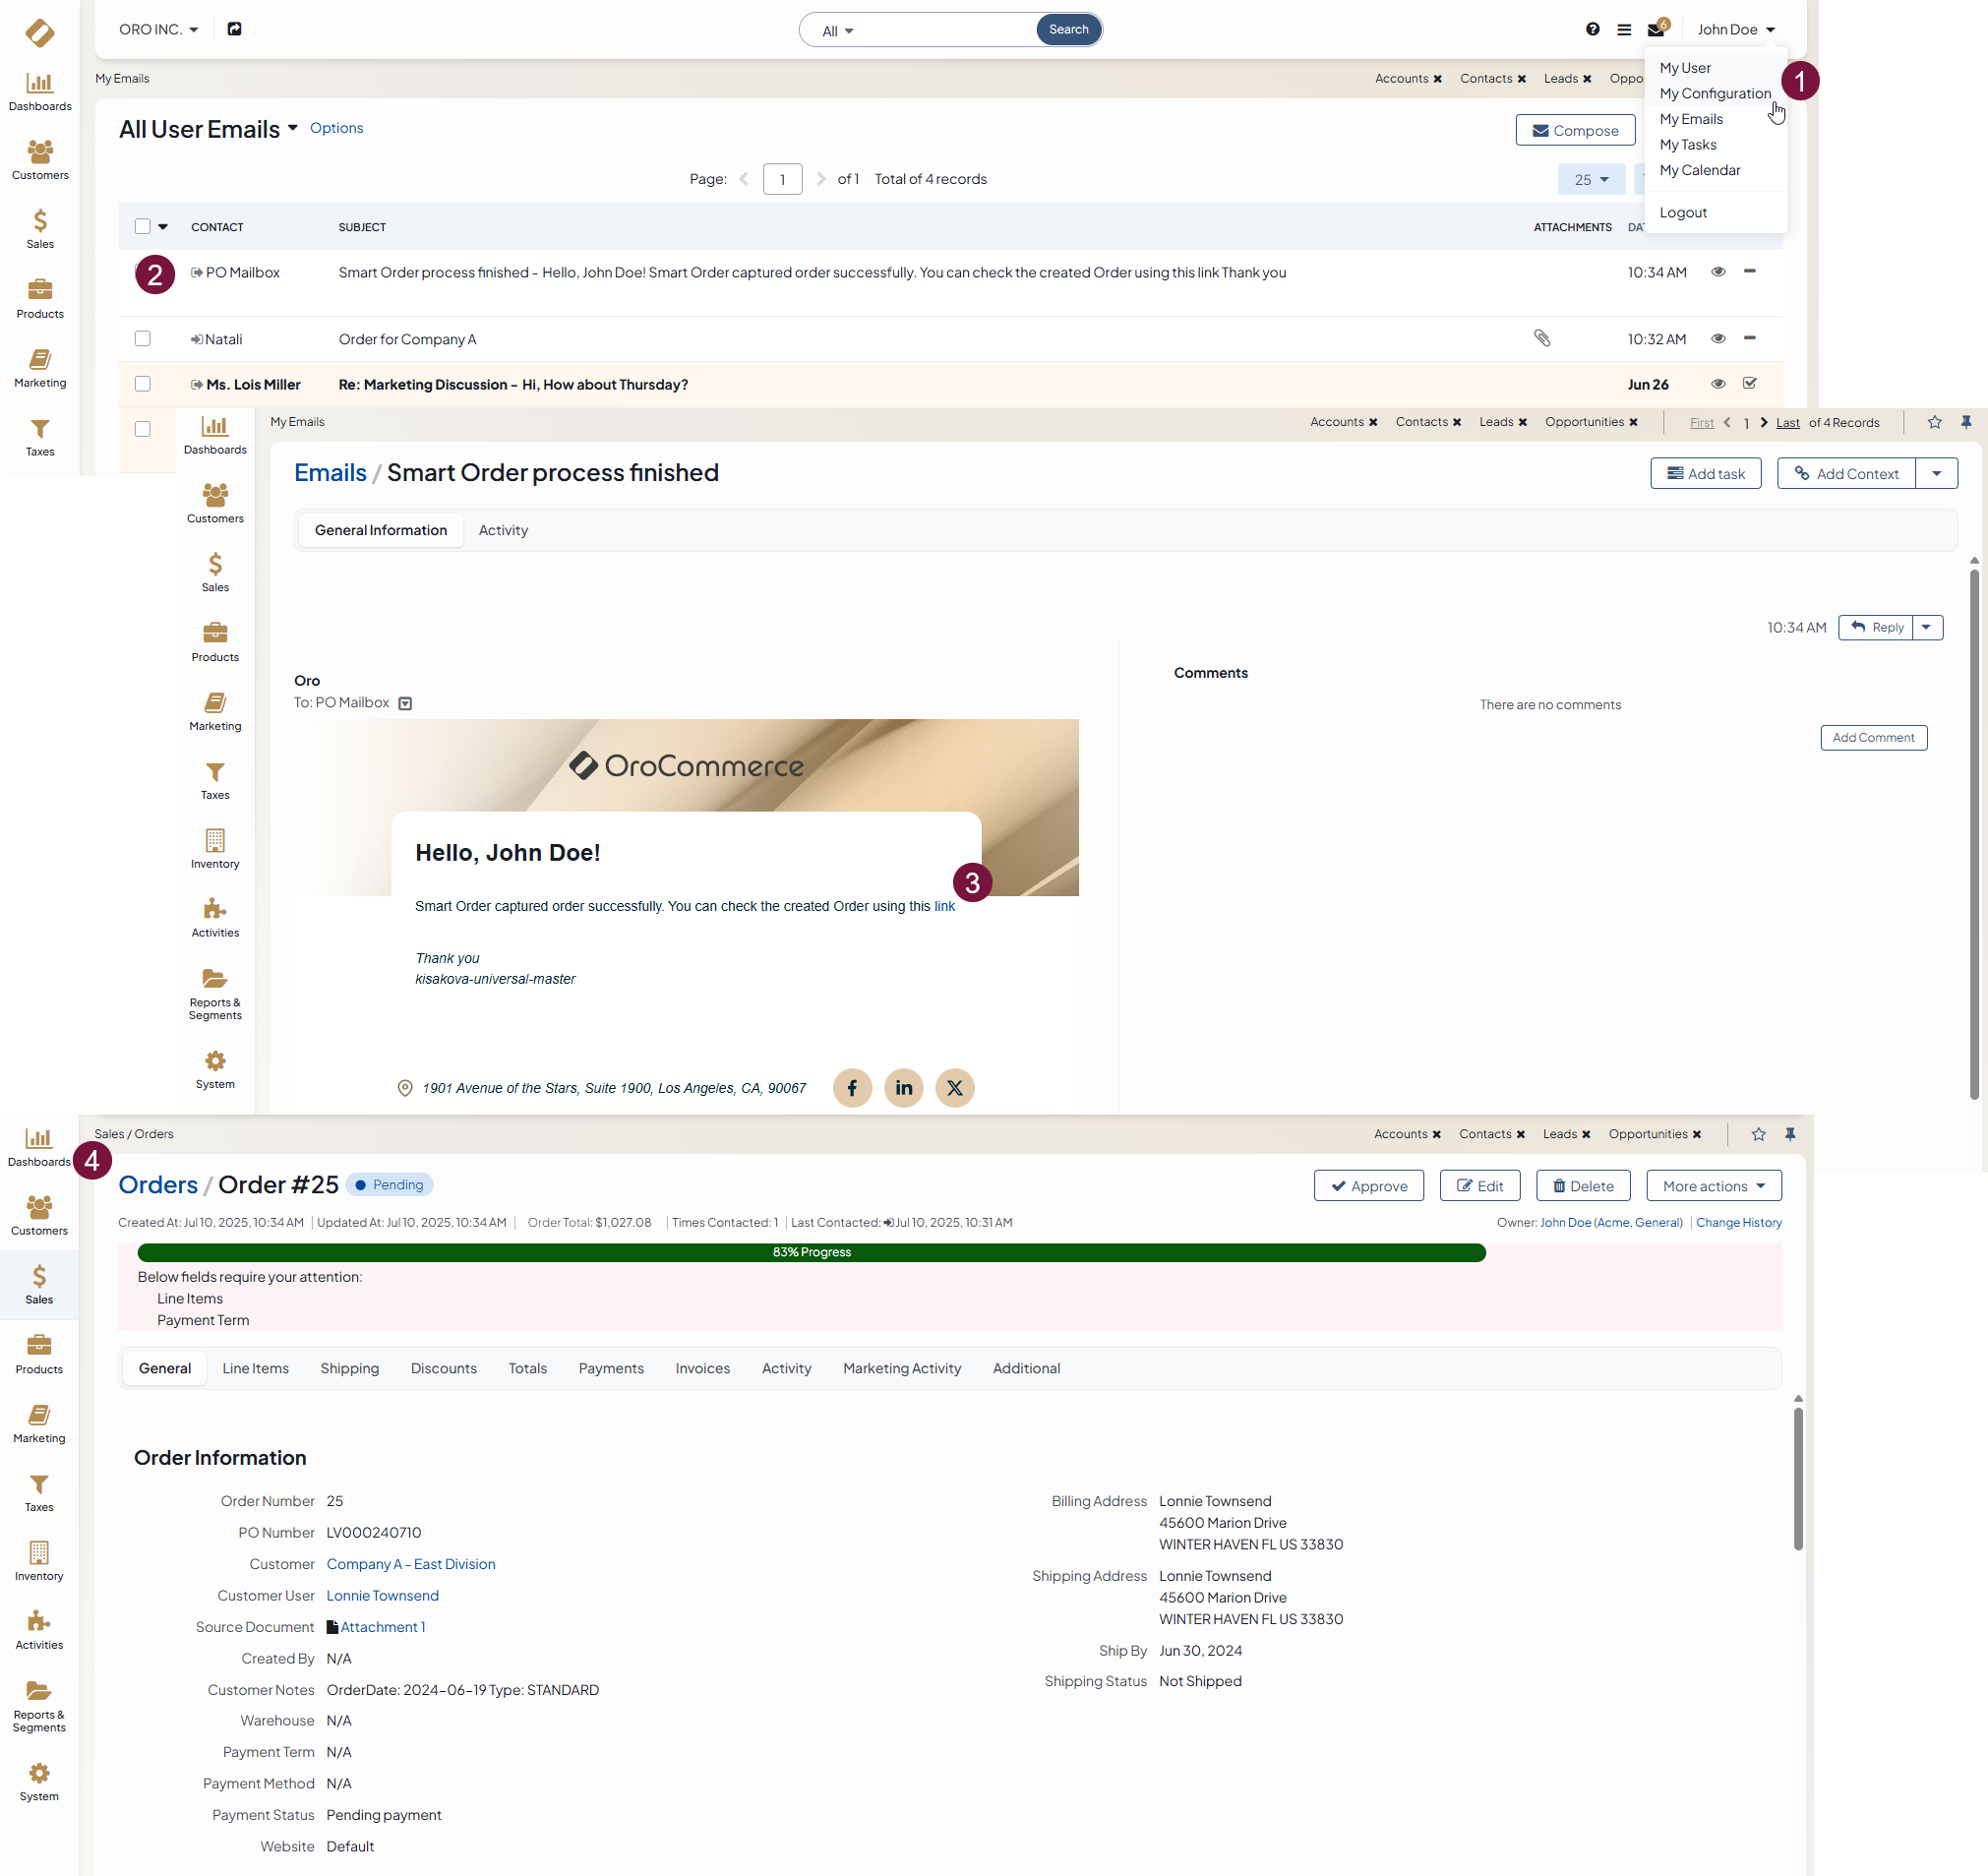 ORO INC.
All
Search
6
John Doe
My User
My Configuration
My Emails
My Tasks
My Calendar
Logout
1
Dashboards
Customers
Sales
Products
Marketing
Taxes
My Emails
Accounts ✖ Contacts ✖ Leads ✖ Oppo
All User Emails Options
Compose
Page: 1 of 1 Total of 4 records
25
CONTACT SUBJECT ATTACHMENTS DA
2 PO Mailbox Smart Order process finished - Hello, John Doe! Smart Order captured order successfully. You can check the created Order using this link Thank you 10:34 AM
Natali Order for Company A 10:32 AM
Ms. Lois Miller Re: Marketing Discussion - Hi, How about Thursday? Jun 26
Dashboards
Customers
Sales
Products
Marketing
Taxes
Inventory
Activities
Reports &
Segments
System
My Emails
Accounts ✖ Contacts ✖ Leads ✖ Opportunities ✖ First 1 Last of 4 Records
Emails / Smart Order process finished
Add task Add Context
General Information Activity
10:34 AM Reply
Oro
To: PO Mailbox
Comments
There are no comments
Add Comment
OroCommerce
Hello, John Doe!
3
Smart Order captured order successfully. You can check the created Order using this link
Thank you
kisakova-universal-master
1901 Avenue of the Stars, Suite 1900, Los Angeles, CA, 90067
Dashboards
Customers
Sales
Products
Marketing
Taxes
Inventory
Activities
Reports &
Segments
System
4
Sales / Orders
Accounts ✖ Contacts ✖ Leads ✖ Opportunities ✖
Orders / Order #25 Pending
Approve Edit Delete More actions
Created At: Jul 10, 2025, 10:34 AM Updated At: Jul 10, 2025, 10:34 AM Order Total: $1,027.08 Times Contacted: 1 Last Contacted: Jul 10, 2025, 10:31 AM
Owner: John Doe (Acme, General) Change History
83% Progress
Below fields require your attention:
Line Items
Payment Term
General Line Items Shipping Discounts Totals Payments Invoices Activity Marketing Activity Additional
Order Information
Order Number 25
PO Number LV000240710
Customer Company A - East Division
Customer User Lonnie Townsend
Source Document Attachment 1
Created By N/A
Customer Notes OrderDate: 2024-06-19 Type: STANDARD
Warehouse N/A
Payment Term N/A
Payment Method N/A
Payment Status Pending payment
Website Default
Billing Address Lonnie Townsend
45600 Marion Drive
WINTER HAVEN FL US 33830
Shipping Address Lonnie Townsend
45600 Marion Drive
WINTER HAVEN FL US 33830
Ship By Jun 30, 2024
Shipping Status Not Shipped